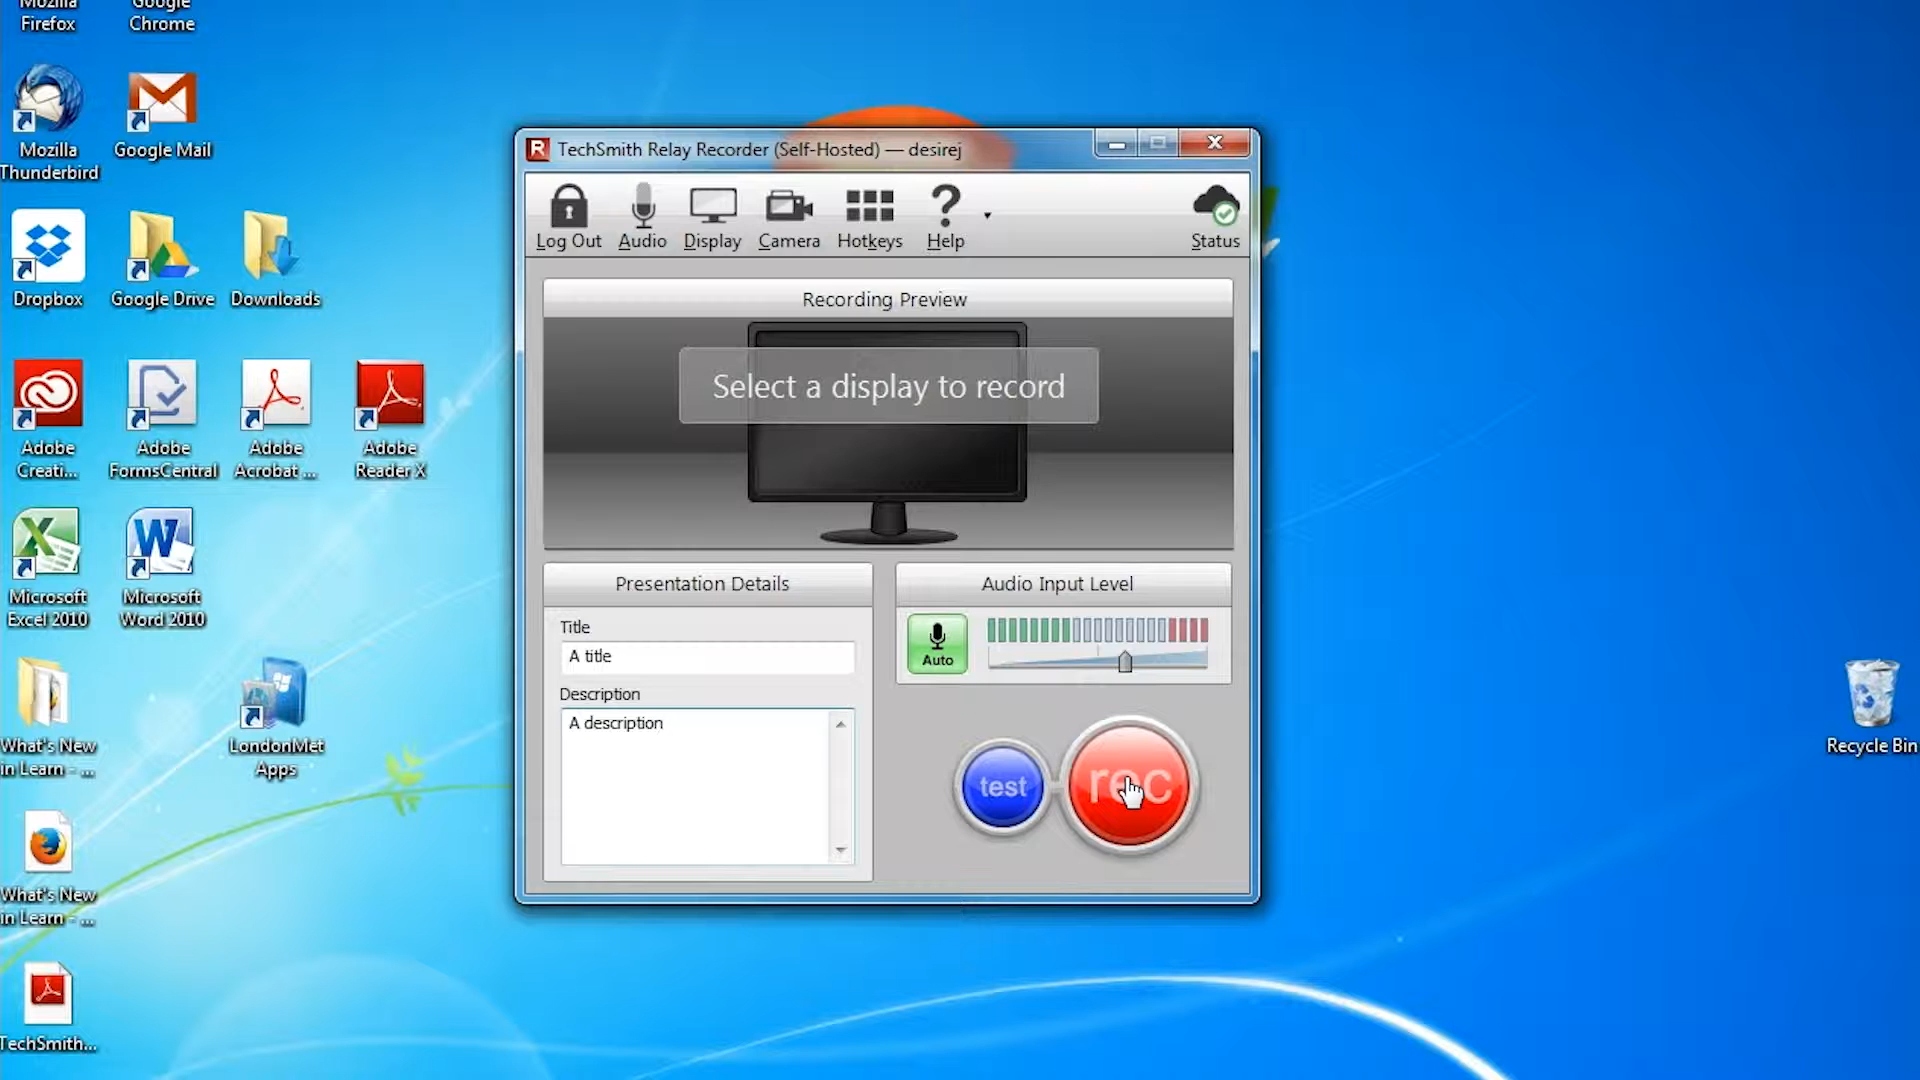 Mozilla
Firefox
Google
Chrome
Mozilla
Thunderbird
Google Mail
Dropbox
Google Drive
Downloads
Adobe
Creati...
Adobe
FormsCentral
Adobe
Acrobat ...
Adobe
Reader X
Microsoft
Excel 2010
Microsoft
Word 2010
What's New
in Learn - ...
LondonMet
Apps
What's New
in Learn - ...
TechSmith...
Recycle Bin
TechSmith Relay Recorder (Self-Hosted) — desirej
Log Out
Audio
Display
Camera
Hotkeys
Help
Status
Recording Preview
Select a display to record
Presentation Details
Title
A title
Description
A description
Audio Input Level
Auto
test
rec